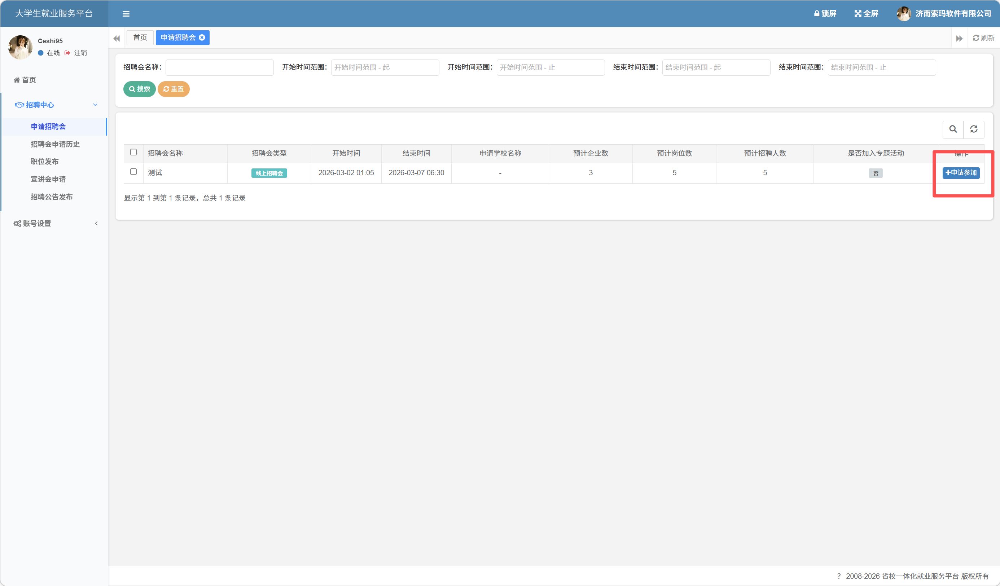 大学生就业服务平台
锁屏 全屏 济南索玛软件有限公司
Ceshi95
在线 注销
首页 申请招聘会 刷新
首页
招聘中心
申请招聘会
招聘会申请历史
职位发布
宣讲会申请
招聘公告发布
账号设置
招聘会名称： 开始时间范围： 开始时间范围 - 起 开始时间范围： 开始时间范围 - 止 结束时间范围： 结束时间范围 - 起 结束时间范围： 结束时间范围 - 止
搜索 重置
招聘会名称 招聘会类型 开始时间 结束时间 申请学校名称 预计企业数 预计岗位数 预计招聘人数 是否加入专题活动 操作
测试 线上招聘会 2026-03-02 01:05 2026-03-07 06:30 - 3 5 5 否 申请参加
显示第 1 到第 1 条记录，总共 1 条记录
? 2008-2026 省校一体化就业服务平台 版权所有